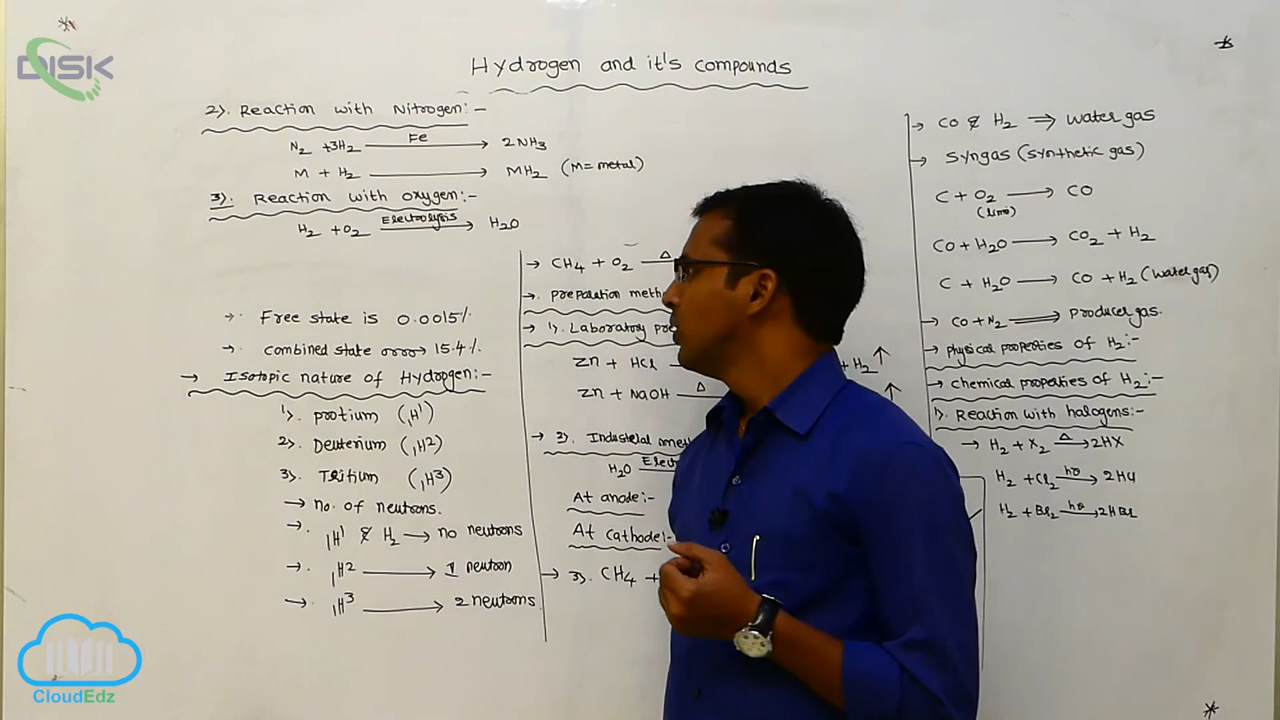 DISK
Hydrogen and it's compounds
2). Reaction with Nitrogen:-
N2 +3H2 —Fe→ 2NH3
M + H2 ⟶ MH2 (M=metal)
3). Reaction with oxygen:-
H2 +O2 —Electrolysis→ H2O
→ Free state is 0.0015%
→ combined state 15.4%
→ Isotopic nature of Hydrogen:-
1). protium (₁H¹)
2). Deuterium (₁H²)
3). Tritium (₁H³)
→ no. of neutrons.
→. ₁H¹ & H2 → no neutrons
→. ₁H² ⟶ 1 neutron
→. ₁H³ ⟶ 2 neutrons
→ CH4 + O2 —Δ
→. preparation meth
→ 1). Laboratory pro
Zn + HCl + H2 ↑
Zn + NaOH —Δ ↑
→ 3). Industrial meth
H2O —Elect
At anode:-
At cathode:-
→ 3). CH4 +
→ CO & H2 ⇒ water gas
→ Syngas (synthetic gas)
C + O2 ⟶ CO
CO + H2O ⟶ CO2 + H2
C + H2O ⟶ CO + H2 (water gas)
→ CO + N2 ⟹ producer gas.
→ physical properties of H2:-
→ chemical properties of H2:-
1). Reaction with halogens:-
→ H2 + X2 —Δ→ 2HX
H2 + Cl2 —hυ→ 2HCl
H2 + Br2 —hυ→ 2HBr
CloudEdz